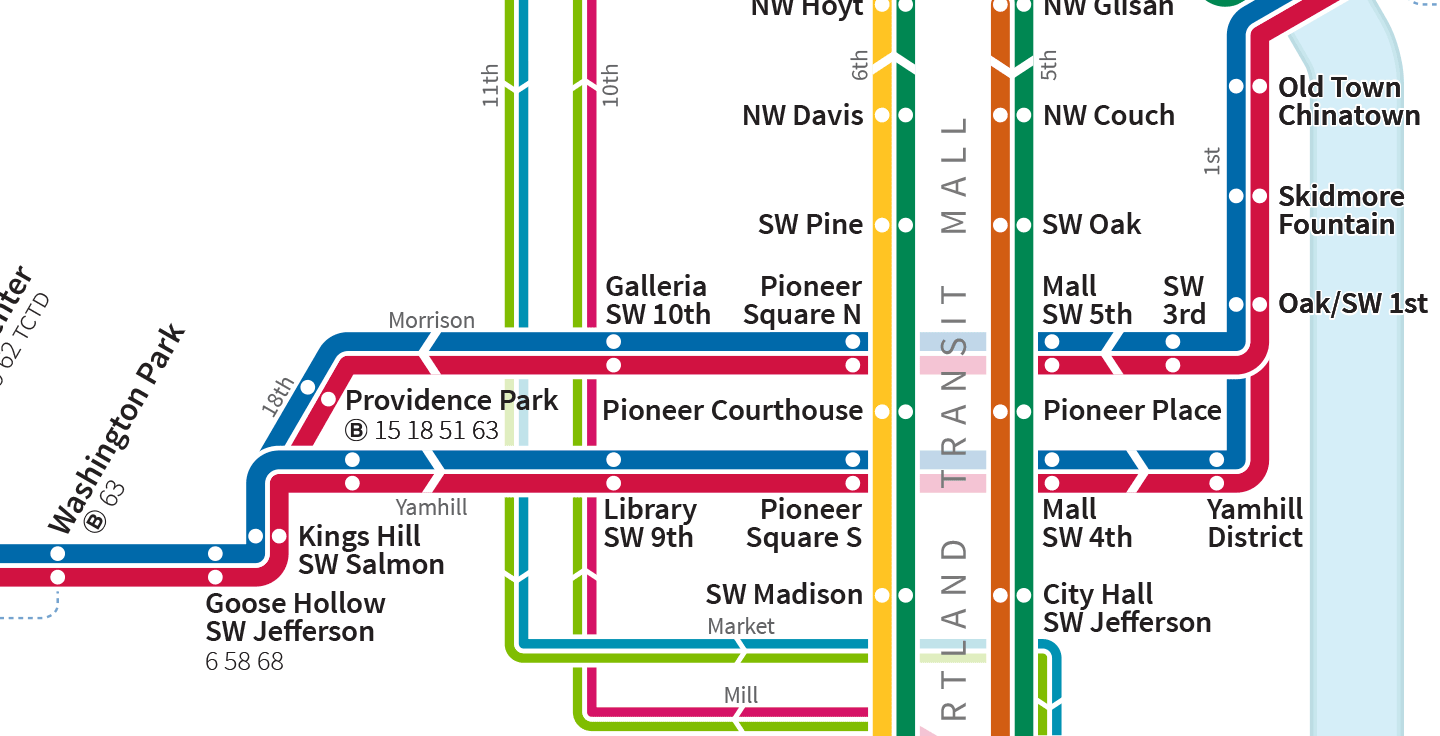 NW Hoyt
NW Glisan
11th
10th
6th
5th
NW Davis
NW Couch
Old Town
Chinatown
1st
Skidmore
Fountain
SW Pine
SW Oak
Galleria
SW 10th
Pioneer
Square N
Mall
SW 5th
SW
3rd
Oak/SW 1st
62 TCTD
Washington Park
B 63
Morrison
18th
Providence Park
B 15 18 51 63
Pioneer Courthouse
Pioneer Place
Yamhill
Library
SW 9th
Pioneer
Square S
Mall
SW 4th
Yamhill
District
Kings Hill
SW Salmon
Goose Hollow
SW Jefferson
6 58 68
SW Madison
City Hall
SW Jefferson
Market
Mill
RTLAND TRANSIT MALL